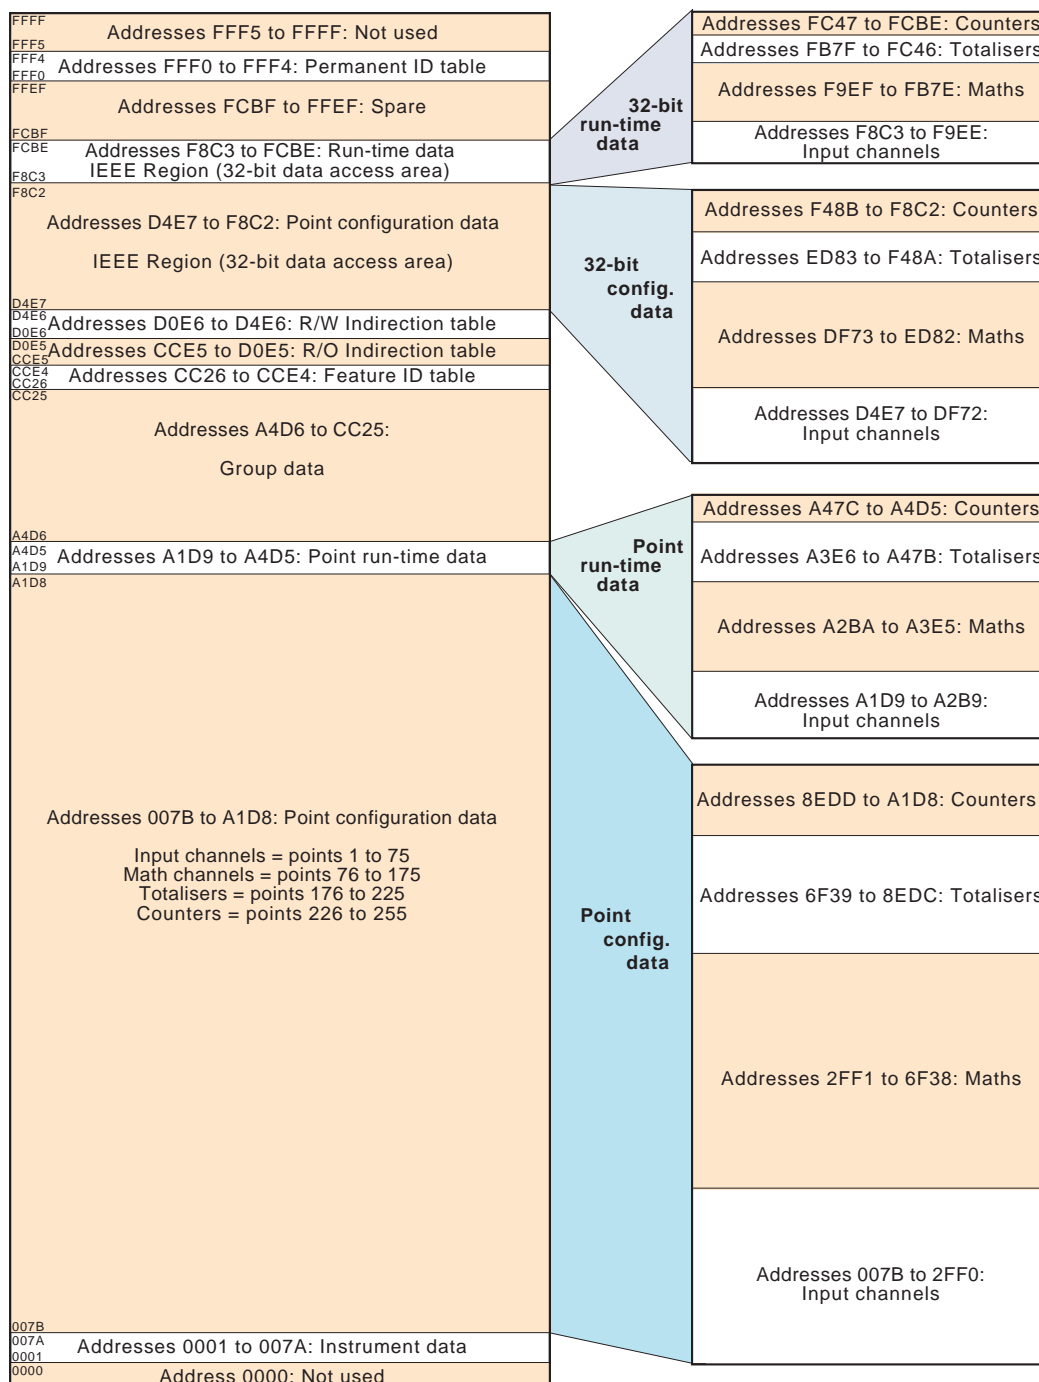 FFFF
Addresses FFF5 to FFFF: Not used
FFF5
FFF4
Addresses FFF0 to FFF4: Permanent ID table
FFF0
FFEF
Addresses FCBF to FFEF: Spare
FCBF
FCBE
Addresses F8C3 to FCBE: Run-time data
IEEE Region (32-bit data access area)
F8C3
F8C2
Addresses D4E7 to F8C2: Point configuration data
IEEE Region (32-bit data access area)
D4E7
D4E6
Addresses D0E6 to D4E6: R/W Indirection table
D0E6
D0E5
Addresses CCE5 to D0E5: R/O Indirection table
CCE5
CCE4
Addresses CC26 to CCE4: Feature ID table
CC26
CC25
Addresses A4D6 to CC25:
Group data
A4D6
A4D5
Addresses A1D9 to A4D5: Point run-time data
A1D9
A1D8
Addresses 007B to A1D8: Point configuration data
Input channels = points 1 to 75
Math channels = points 76 to 175
Totalisers = points 176 to 225
Counters = points 226 to 255
007B
007A
Addresses 0001 to 007A: Instrument data
0001
0000
Address 0000: Not used
32-bit
run-time
data
Addresses FC47 to FCBE: Counters
Addresses FB7F to FC46: Totalisers
Addresses F9EF to FB7E: Maths
Addresses F8C3 to F9EE:
Input channels
32-bit
config.
data
Addresses F48B to F8C2: Counters
Addresses ED83 to F48A: Totalisers
Addresses DF73 to ED82: Maths
Addresses D4E7 to DF72:
Input channels
Point
run-time
data
Addresses A47C to A4D5: Counters
Addresses A3E6 to A47B: Totalisers
Addresses A2BA to A3E5: Maths
Addresses A1D9 to A2B9:
Input channels
Point
config.
data
Addresses 8EDD to A1D8: Counters
Addresses 6F39 to 8EDC: Totalisers
Addresses 2FF1 to 6F38: Maths
Addresses 007B to 2FF0:
Input channels